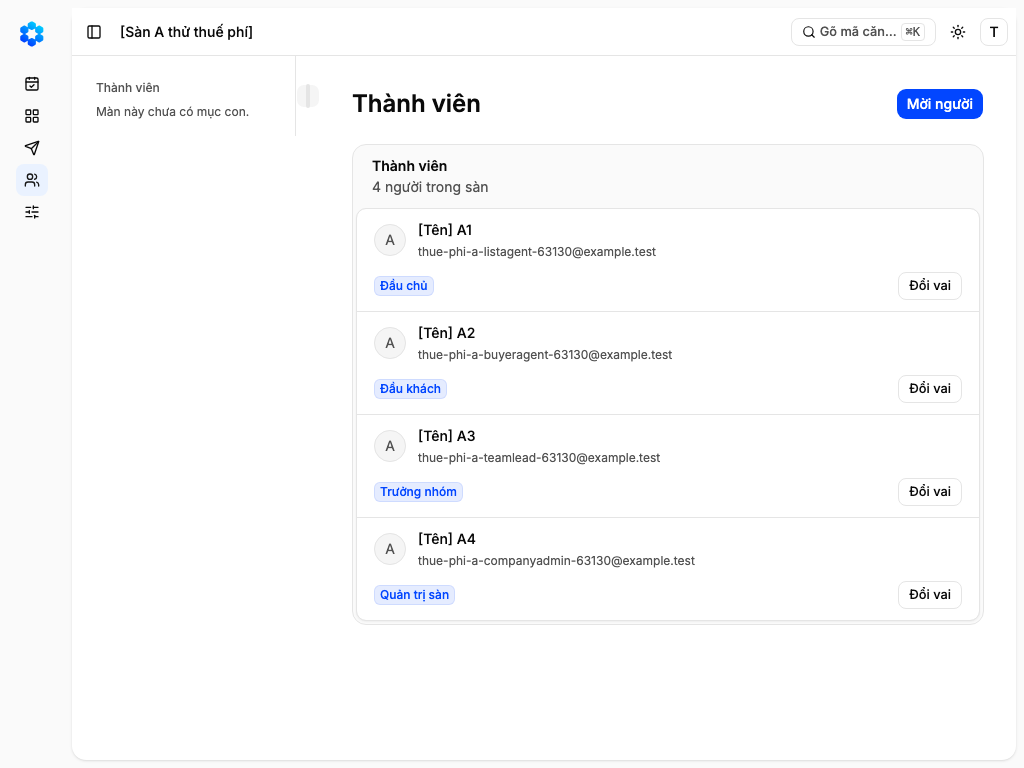 [Sàn A thử thuế phí]
Gõ mã căn... ⌘K
T
Thành viên
Màn này chưa có mục con.
Thành viên
Mời người
Thành viên
4 người trong sàn
A
[Tên] A1
thue-phi-a-listagent-63130@example.test
Đầu chủ
Đổi vai
A
[Tên] A2
thue-phi-a-buyeragent-63130@example.test
Đầu khách
Đổi vai
A
[Tên] A3
thue-phi-a-teamlead-63130@example.test
Trưởng nhóm
Đổi vai
A
[Tên] A4
thue-phi-a-companyadmin-63130@example.test
Quản trị sàn
Đổi vai